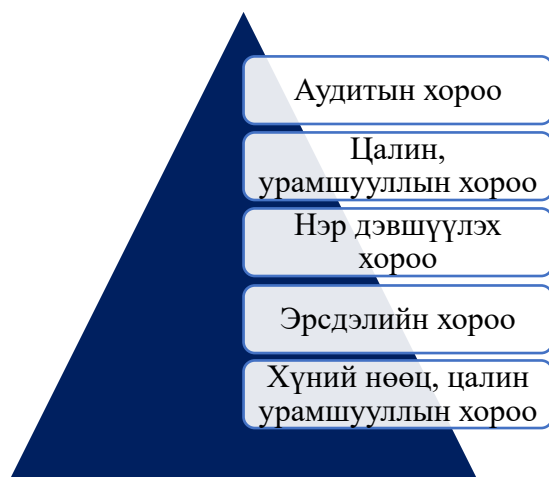 Аудитын хороо
Цалин,
урамшууллын хороо
Нэр дэвшүүлэх
хороо
Эрсдэлийн хороо
Хүний нөөц, цалин
урамшууллын хороо